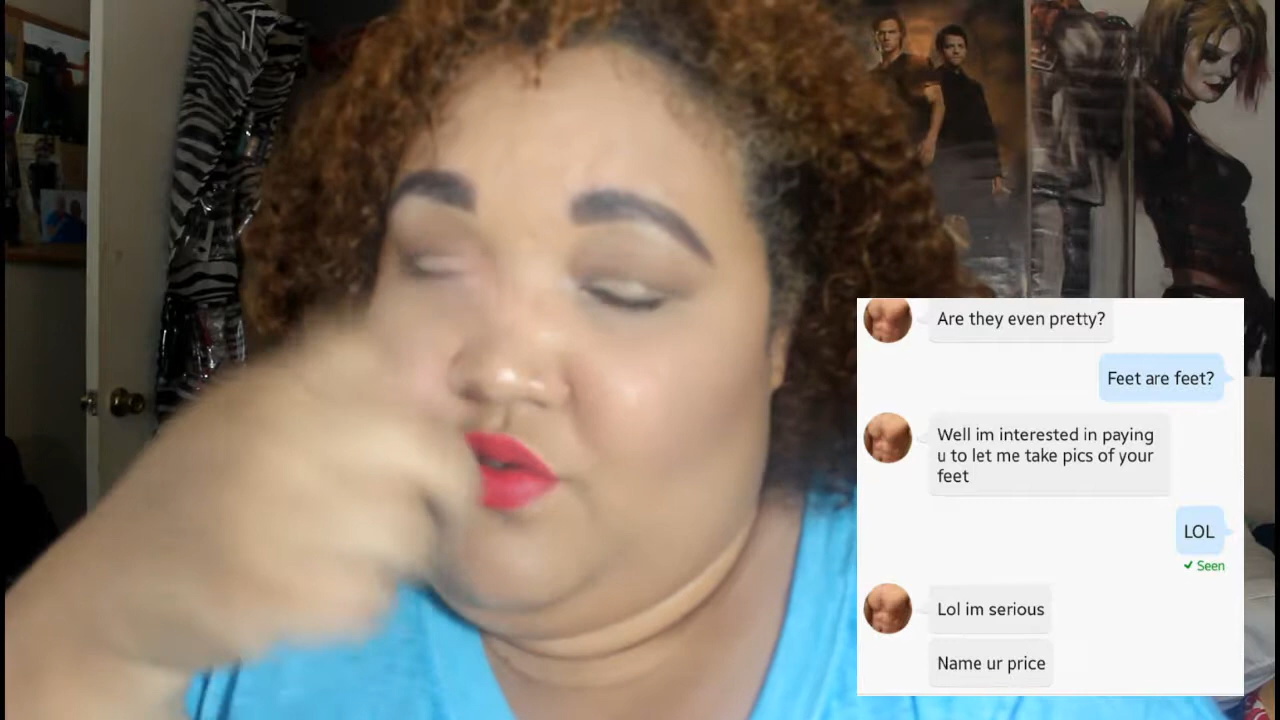 Are they even pretty?
Feet are feet?
Well im interested in paying
u to let me take pics of your
feet
LOL
✓ Seen
Lol im serious
Name ur price